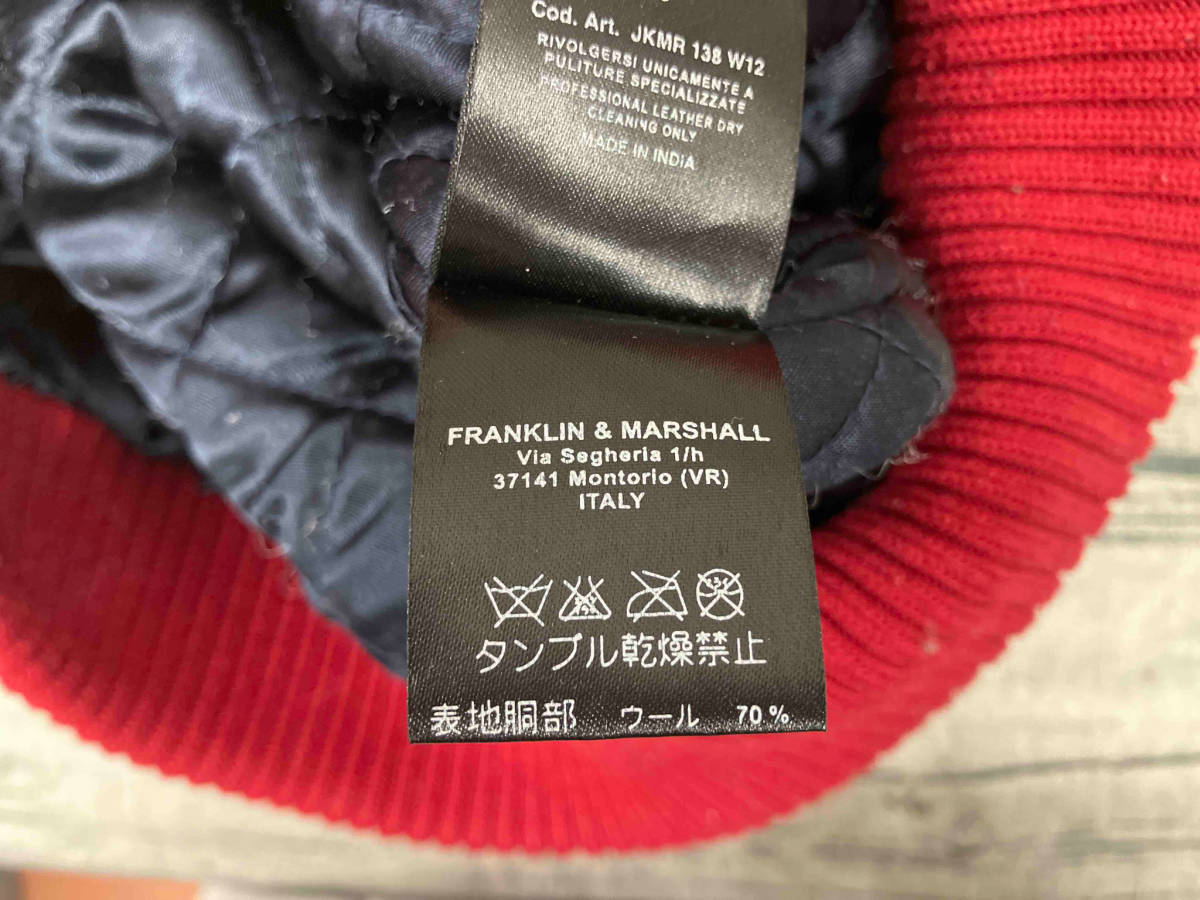 Cod. Art. JKMR 138 W12
RIVOLGERSI UNICAMENTE A
PULITURE SPECIALIZZATE
PROFESSIONAL LEATHER DRY
CLEANING ONLY
MADE IN INDIA
FRANKLIN & MARSHALL
Via Segheria 1/h
37141 Montorio (VR)
ITALY
タンプル乾燥禁止
表地胴部 ウール 70%